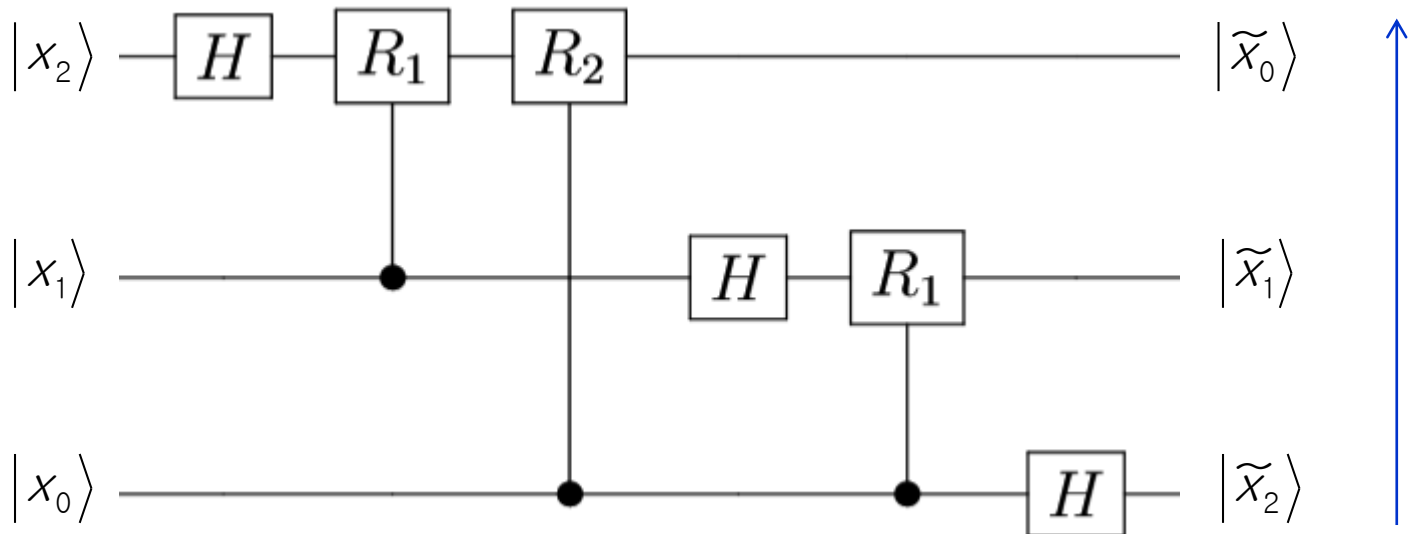 |x₂⟩ H R₁ R₂ |x̃₀⟩
|x₁⟩ H R₁ |x̃₁⟩
|x₀⟩ H |x̃₂⟩